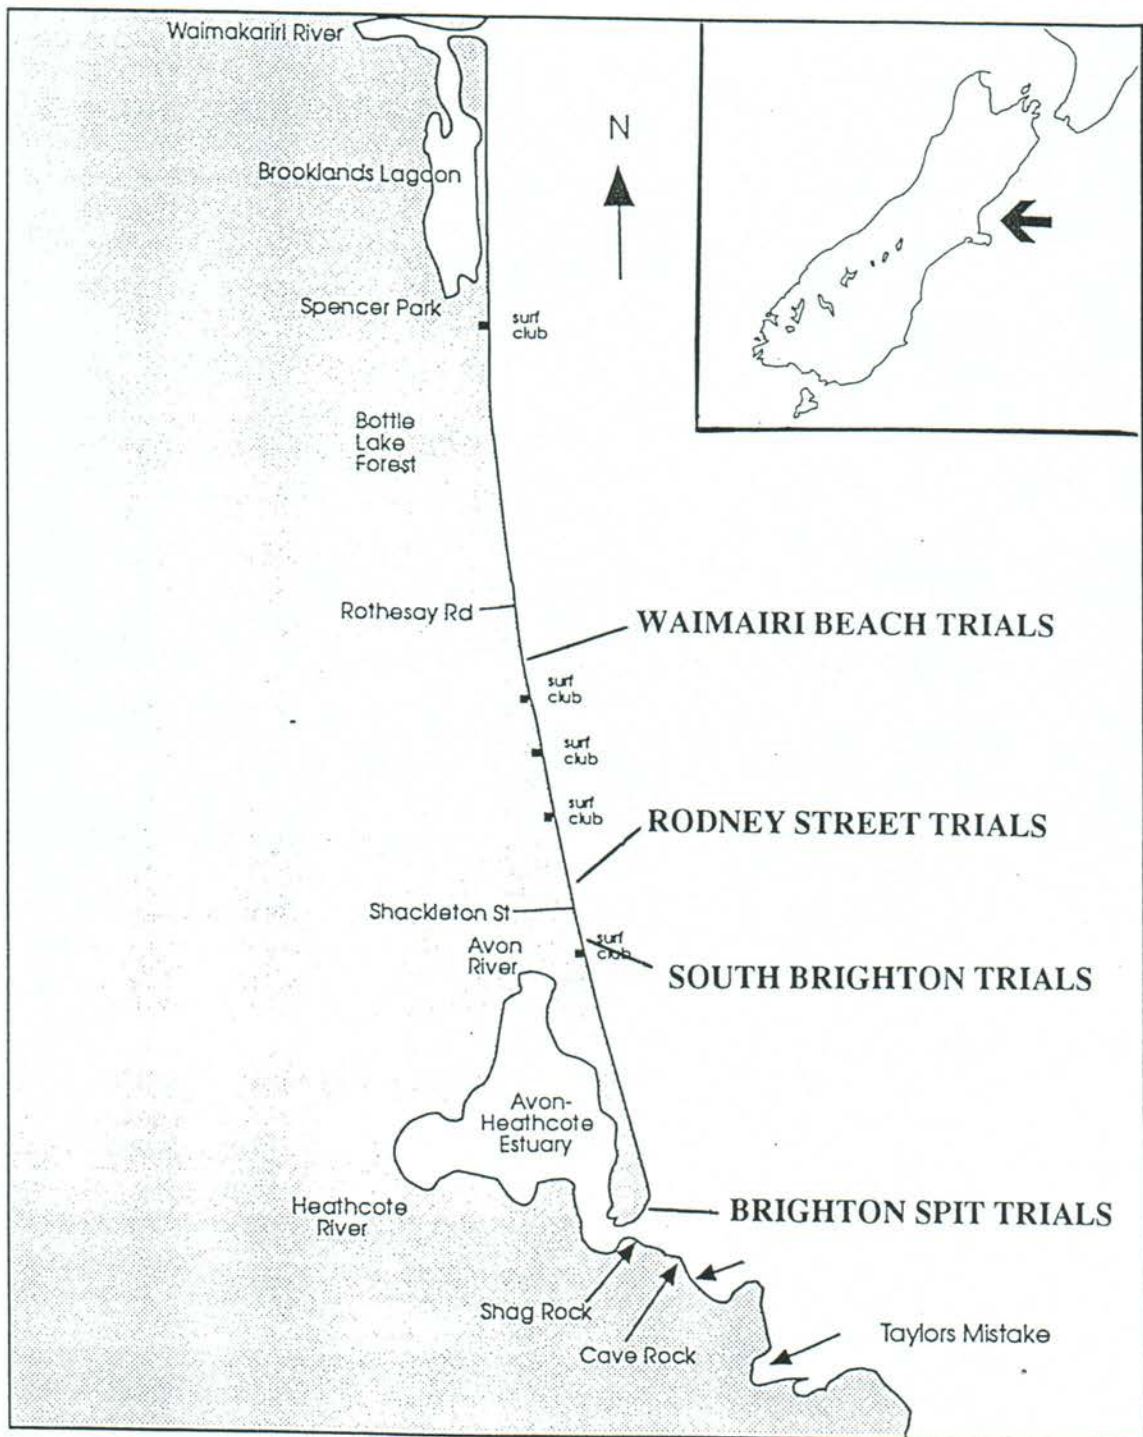 Waimakariri River
N
Brooklands Lagoon
Spencer Park
surf
club
Bottle
Lake
Forest
Rothesay Rd
WAIMAIRI BEACH TRIALS
surf
club
surf
club
surf
club
RODNEY STREET TRIALS
Shackleton St
Avon
River
surf
club
SOUTH BRIGHTON TRIALS
Avon-
Heathcote
Estuary
Heathcote
River
BRIGHTON SPIT TRIALS
Shag Rock
Cave Rock
Taylors Mistake